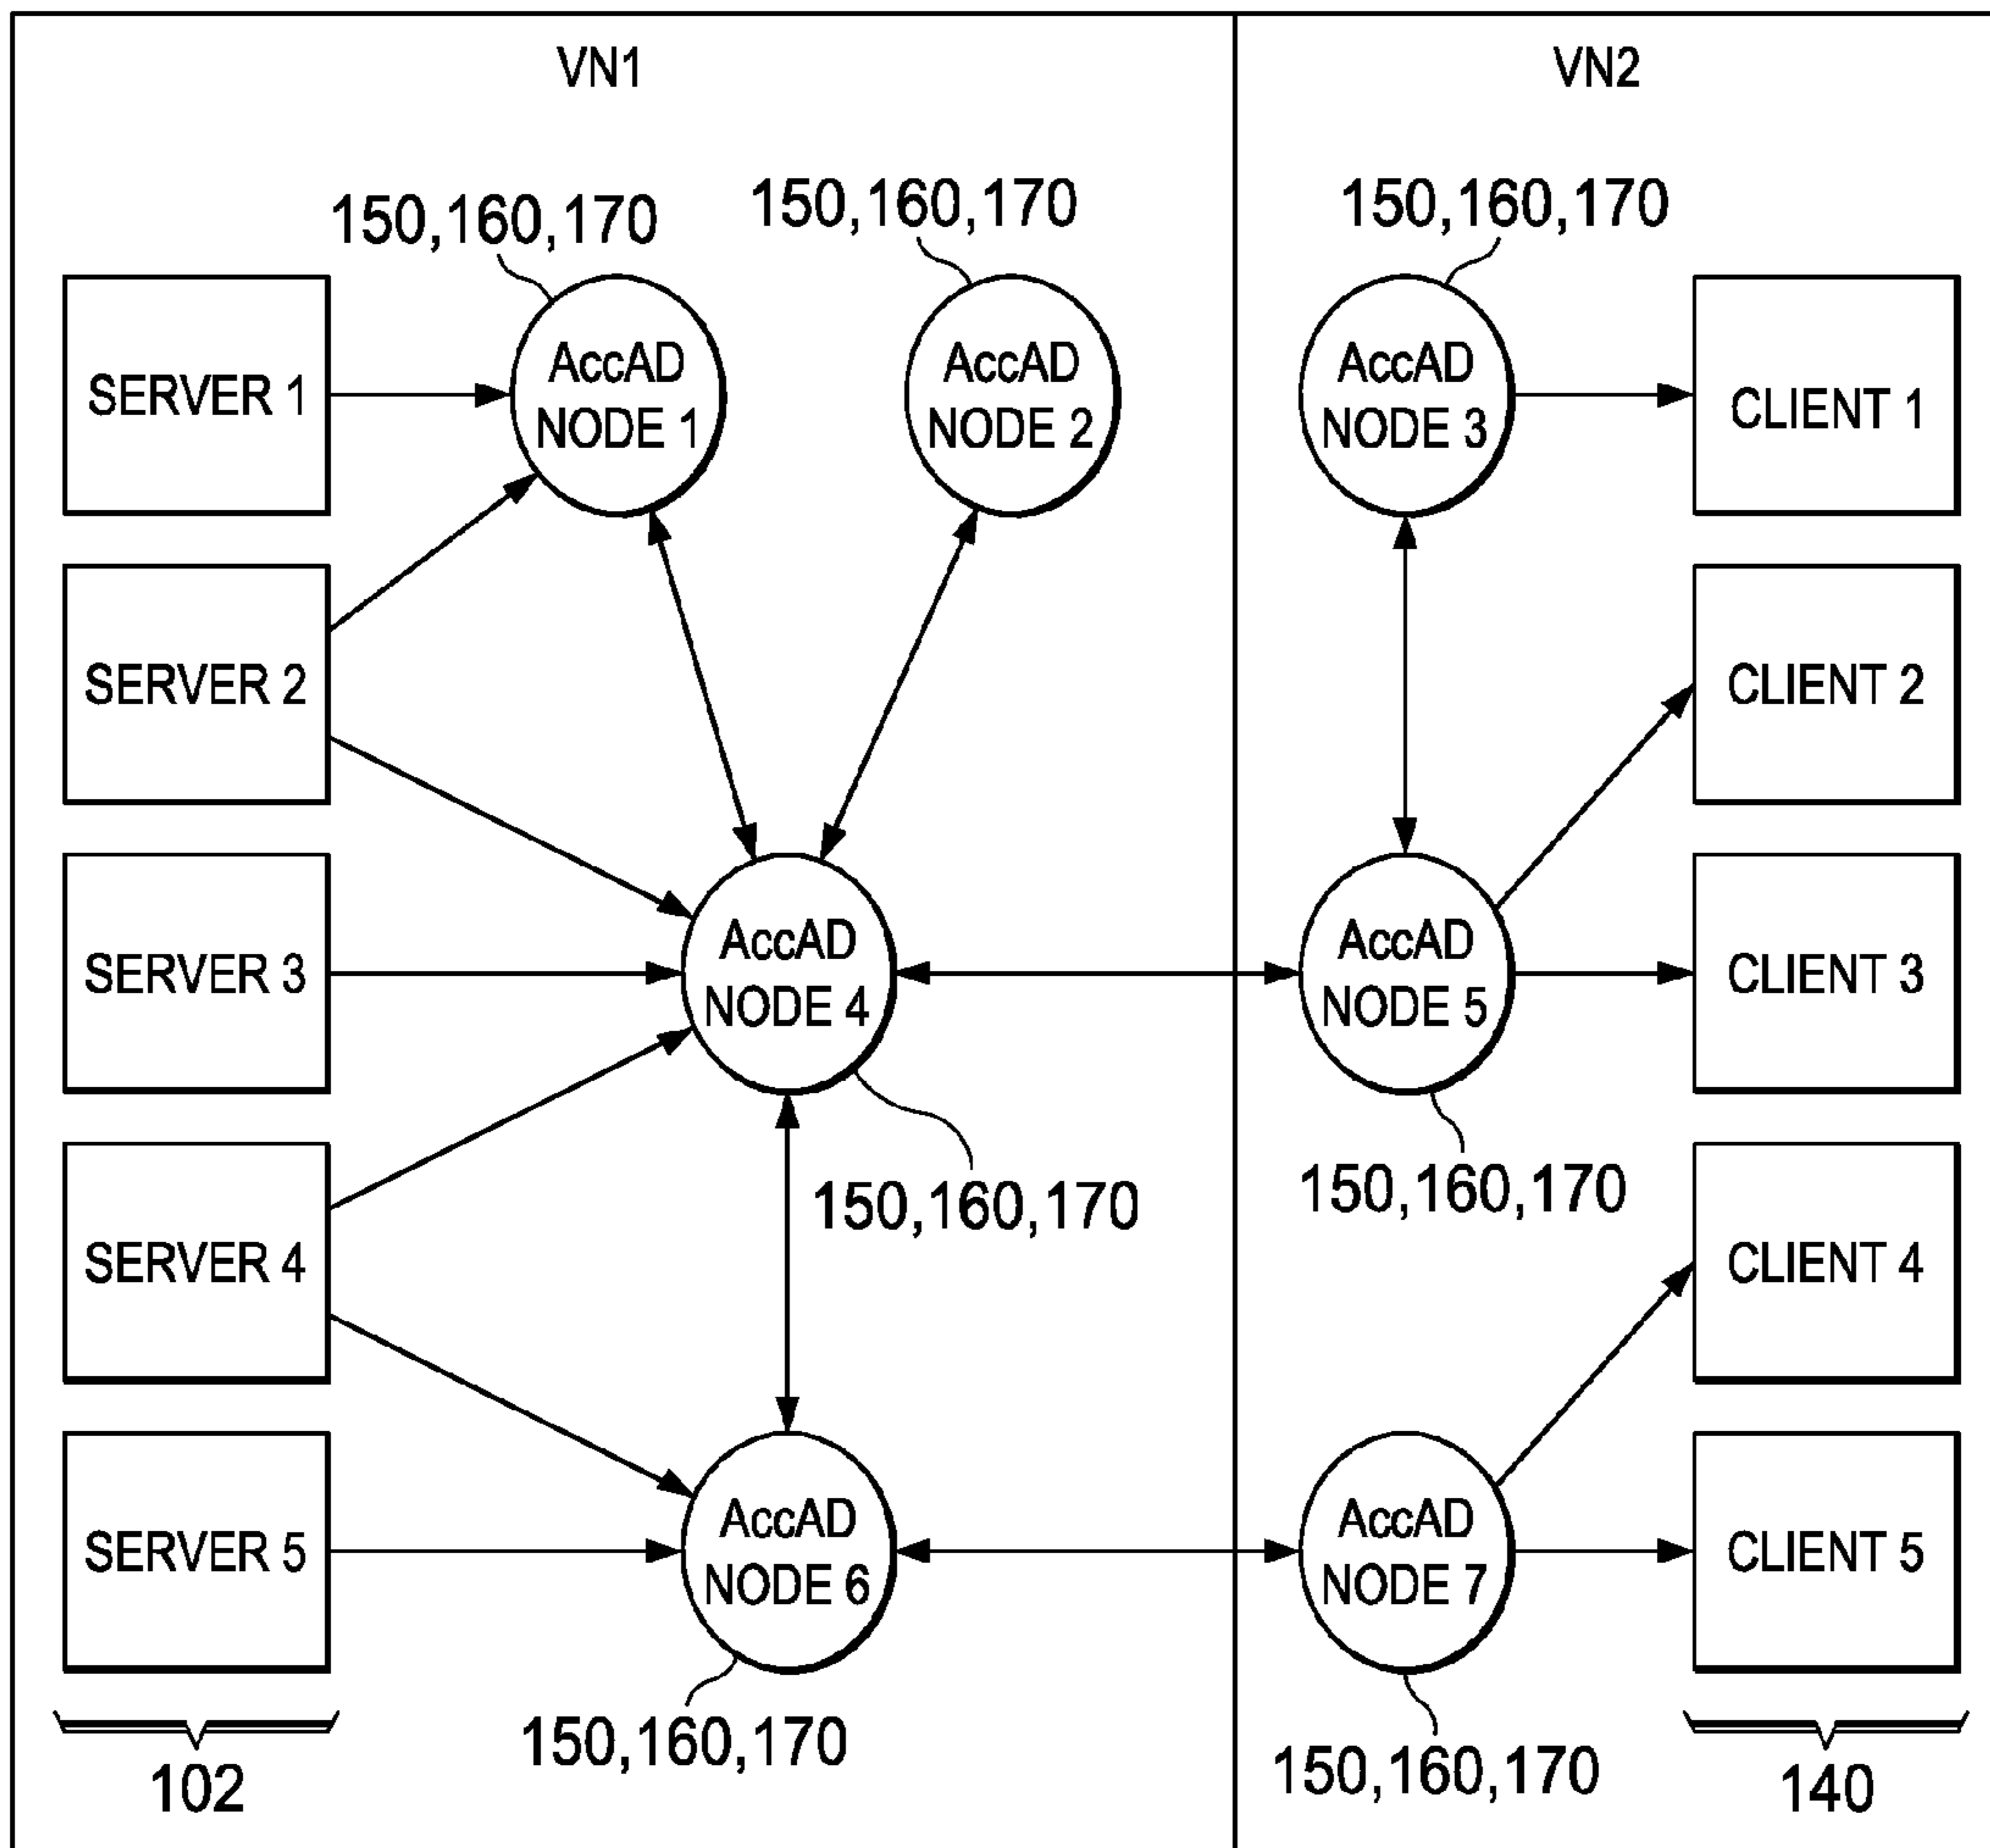 VN1
VN2
150,160,170
150,160,170
150,160,170
SERVER 1
AccAD
NODE 1
AccAD
NODE 2
AccAD
NODE 3
CLIENT 1
SERVER 2
CLIENT 2
SERVER 3
AccAD
NODE 4
AccAD
NODE 5
CLIENT 3
150,160,170
150,160,170
SERVER 4
CLIENT 4
SERVER 5
AccAD
NODE 6
AccAD
NODE 7
CLIENT 5
150,160,170
150,160,170
102
140